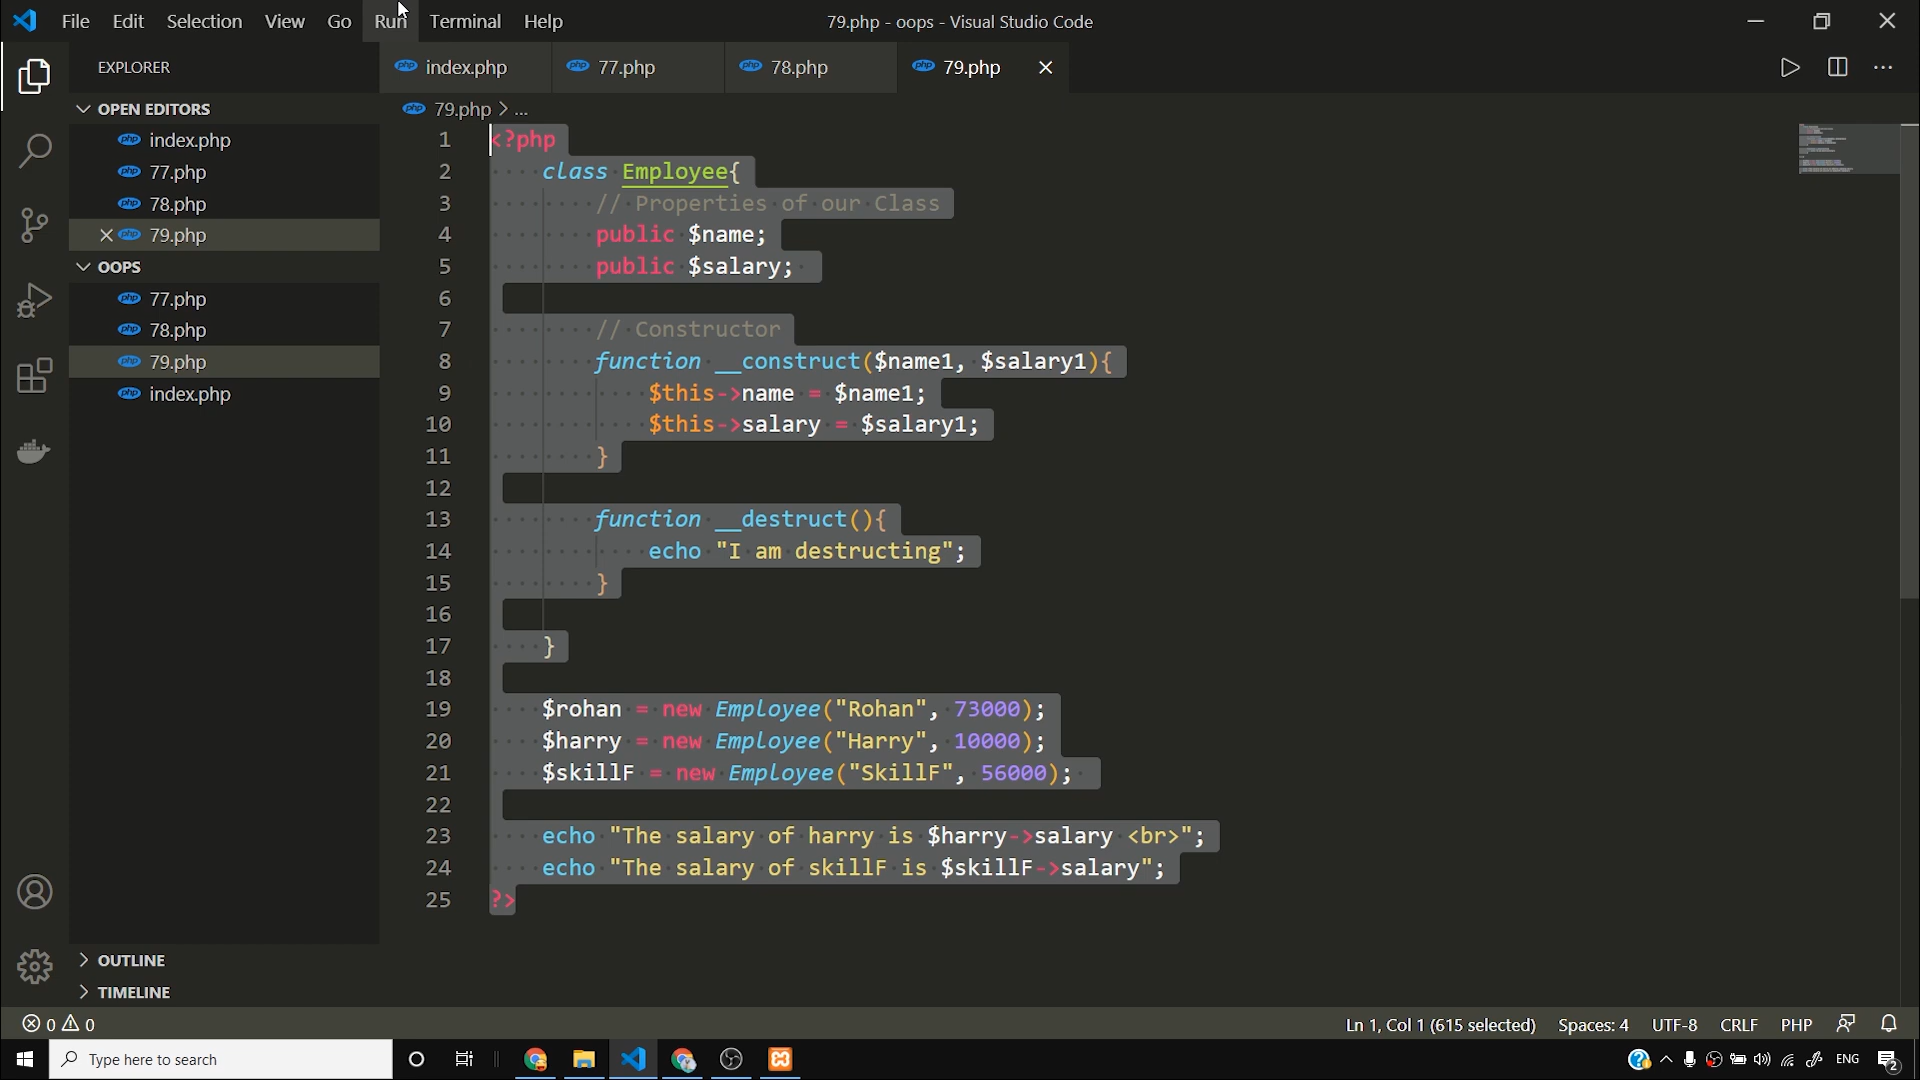 File Edit Selection View Go Run Terminal Help 79.php - oops - Visual Studio Code
EXPLORER
index.php 77.php 78.php 79.php
OPEN EDITORS
index.php
77.php
78.php
79.php
OOPS
77.php
78.php
79.php
index.php
OUTLINE
TIMELINE
79.php > ...
1 <?php
2 class Employee{
3 // Properties of our Class
4 public $name;
5 public $salary;
6
7 // Constructor
8 function __construct($name1, $salary1){
9 $this->name = $name1;
10 $this->salary = $salary1;
11 }
12
13 function __destruct(){
14 echo "I am destructing";
15 }
16
17 }
18
19 $rohan = new Employee("Rohan", 73000);
20 $harry = new Employee("Harry", 10000);
21 $skillF = new Employee("SkillF", 56000);
22
23 echo "The salary of harry is $harry->salary <br>";
24 echo "The salary of skillF is $skillF->salary";
25 ?>
0 0 Ln 1, Col 1 (615 selected) Spaces: 4 UTF-8 CRLF PHP
Type here to search ENG 2